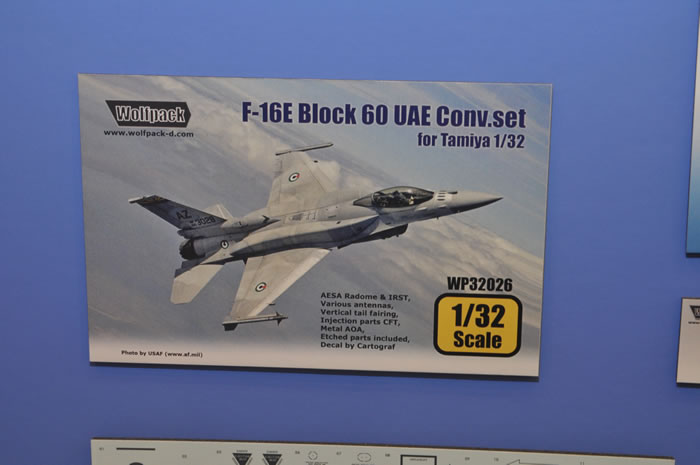 Wolfpack
www.wolfpack-d.com
F-16E Block 60 UAE Conv.set
for Tamiya 1/32
AZ
3026
WP32026
1/32
Scale
AESA Radome & IRST,
Various antennas,
Vertical tail fairing,
Injection parts CFT,
Metal AOA,
Etched parts included,
Decal by Cartograf
Photo by USAF (www.af.mil)